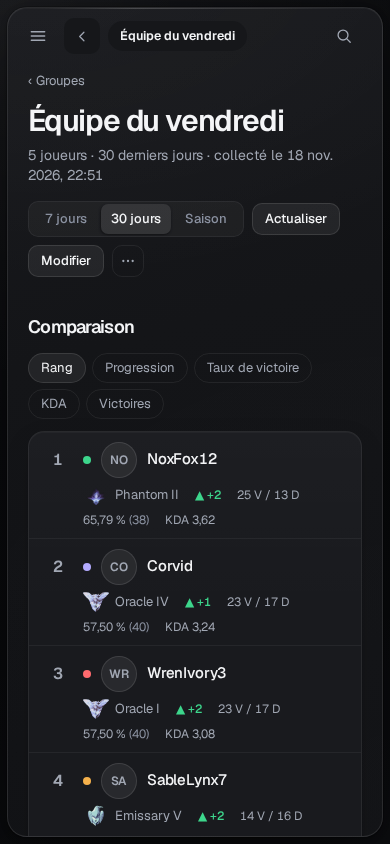 Équipe du vendredi
‹ Groupes
Équipe du vendredi
5 joueurs · 30 derniers jours · collecté le 18 nov.
2026, 22:51
7 jours 30 jours Saison Actualiser
Modifier ···
Comparaison
Rang Progression Taux de victoire
KDA Victoires
1 NO NoxFox12
Phantom II ▲ +2 25 V / 13 D
65,79 % (38) KDA 3,62
2 CO Corvid
Oracle IV ▲ +1 23 V / 17 D
57,50 % (40) KDA 3,24
3 WR WrenIvory3
Oracle I ▲ +2 23 V / 17 D
57,50 % (40) KDA 3,08
4 SA SableLynx7
Emissary V ▲ +2 14 V / 16 D